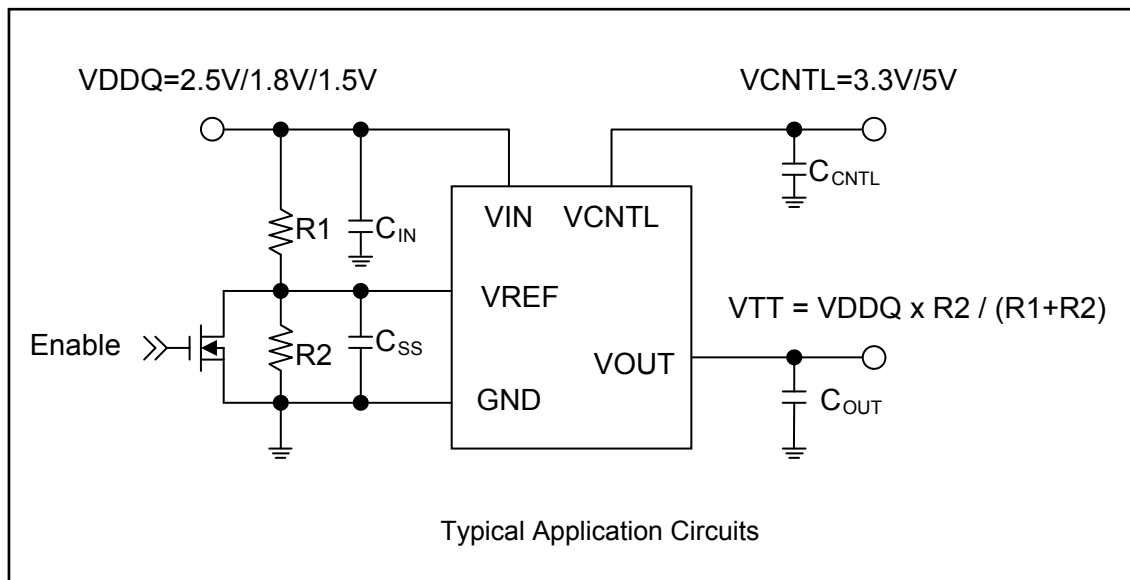 VDDQ=2.5V/1.8V/1.5V
VCNTL=3.3V/5V
CCNTL
R1
CIN
VIN
VCNTL
VREF
VTT = VDDQ x R2 / (R1+R2)
Enable
R2
CSS
VOUT
GND
COUT
Typical Application Circuits